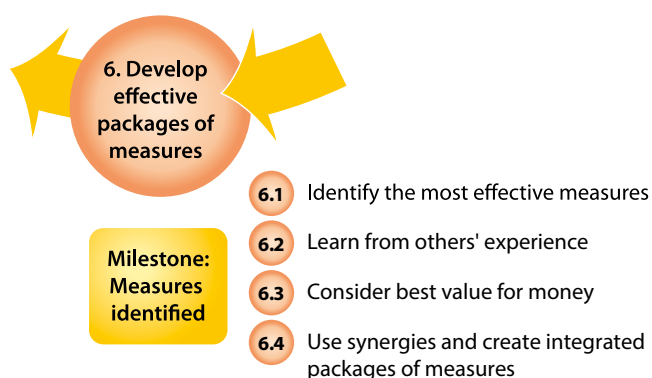 6. Develop
effective
packages of
measures
6.1 Identify the most effective measures
6.2 Learn from others' experience
Milestone:
Measures
identified
6.3 Consider best value for money
6.4 Use synergies and create integrated
packages of measures